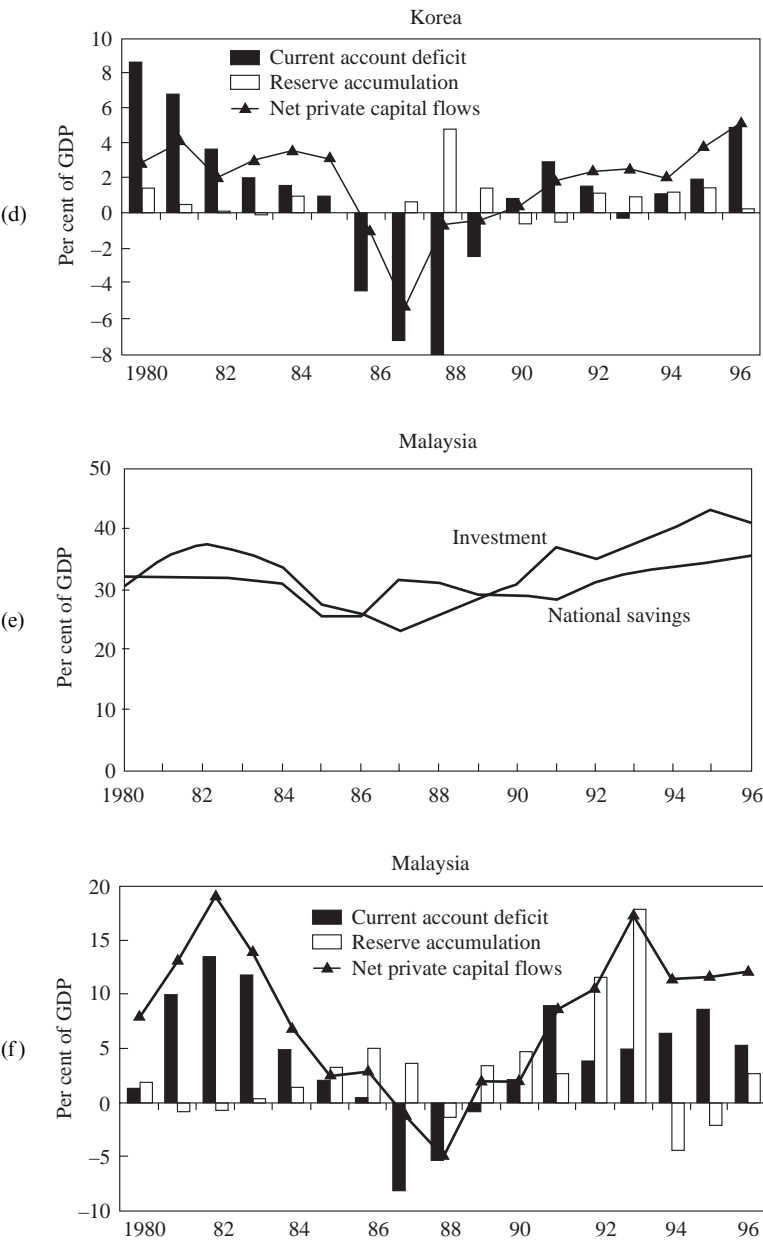 Korea
(d)
Per cent of GDP
10
8
6
4
2
0
–2
–4
–6
–8
Current account deficit
Reserve accumulation
Net private capital flows
1980 82 84 86 88 90 92 94 96
Malaysia
(e)
Per cent of GDP
50
40
30
20
10
0
Investment
National savings
1980 82 84 86 88 90 92 94 96
Malaysia
(f)
Per cent of GDP
20
15
10
5
0
–5
–10
Current account deficit
Reserve accumulation
Net private capital flows
1980 82 84 86 88 90 92 94 96